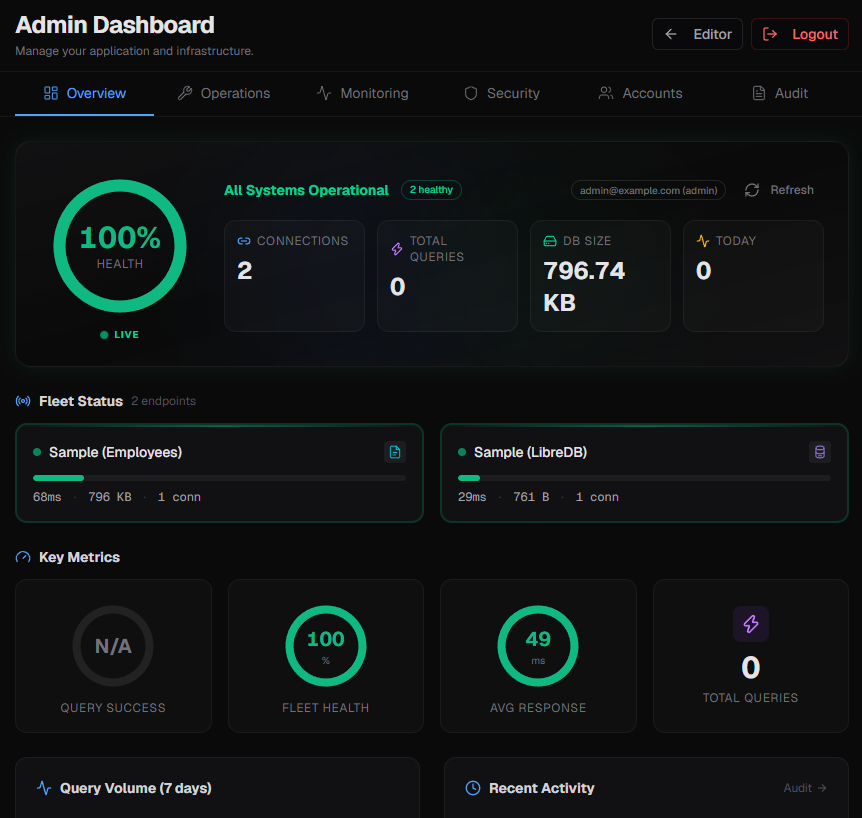 Admin Dashboard
Manage your application and infrastructure.
Editor
Logout
Overview
Operations
Monitoring
Security
Accounts
Audit
100%
HEALTH
LIVE
All Systems Operational
2 healthy
admin@example.com (admin)
Refresh
CONNECTIONS
2
TOTAL
QUERIES
0
DB SIZE
796.74
KB
TODAY
0
Fleet Status 2 endpoints
Sample (Employees)
68ms · 796 KB · 1 conn
Sample (LibreDB)
29ms · 761 B · 1 conn
Key Metrics
N/A
QUERY SUCCESS
100
%
FLEET HEALTH
49
ms
AVG RESPONSE
0
TOTAL QUERIES
Query Volume (7 days)
Recent Activity
Audit →